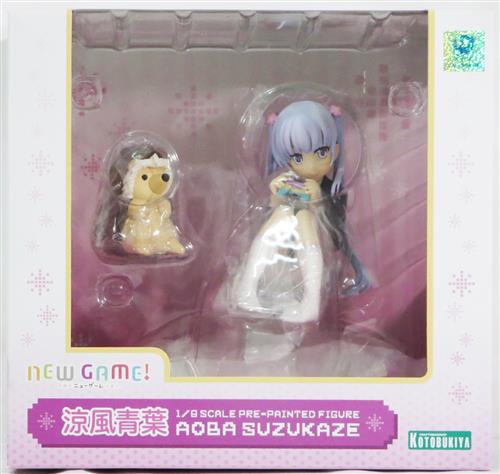 NEW GAME!
ニューゲーム
涼風青葉
1/8 SCALE PRE-PAINTED FIGURE
AOBA SUZUKAZE
KOTOBUKIYA